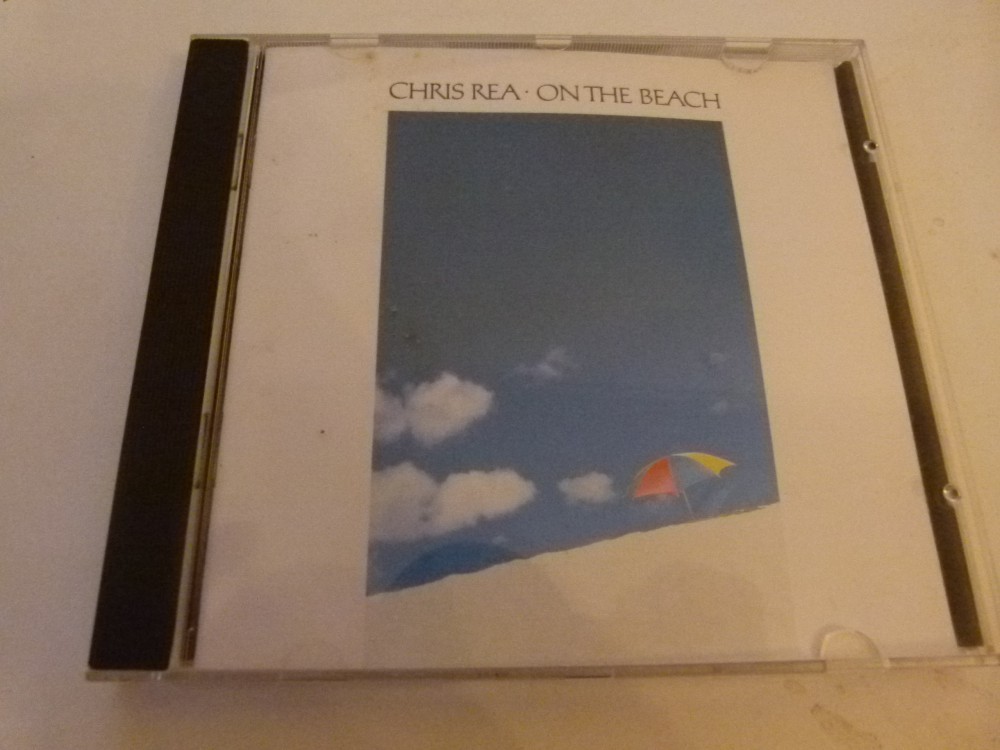 CHRIS REA · ON THE BEACH